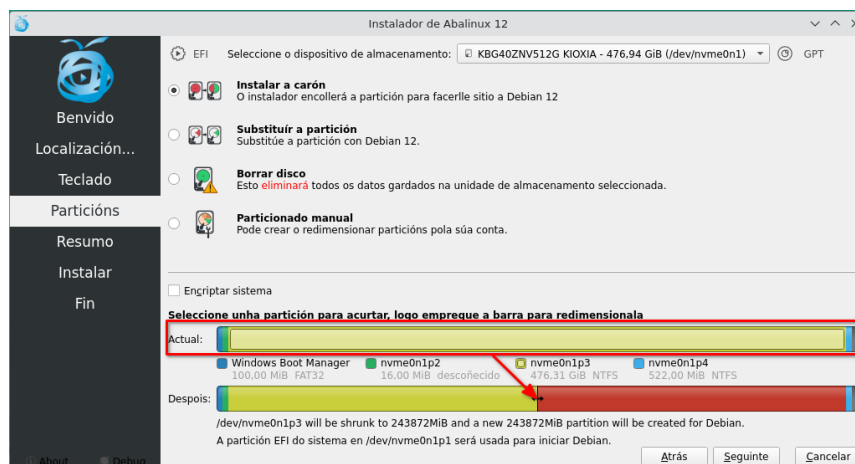 Instalador de Abalinux 12
EFI Seleccione o dispositivo de almacenamento: KBG40ZNV512G KIOXIA - 476,94 GiB (/dev/nvme0n1) GPT
Benvido
Localización...
Teclado
Particións
Resumo
Instalar
Fin
Instalar a carón
O instalador encollerá a partición para facerlle sitio a Debian 12
Substituír a partición
Substitúe a partición con Debian 12.
Borrar disco
Esto eliminará todos os datos gardados na unidade de almacenamento seleccionada.
Particionado manual
Pode crear o redimensionar particións pola súa conta.
Encriptar sistema
Seleccione unha partición para acurtar, logo empregue a barra para redimensionala
Actual:
Windows Boot Manager nvme0n1p2 nvme0n1p3 nvme0n1p4
100,00 MiB FAT32 16,00 MiB descoñecido 476,31 GiB NTFS 522,00 MiB NTFS
Despois:
/dev/nvme0n1p3 will be shrunk to 243872MiB and a new 243872MiB partition will be created for Debian.
A partición EFI do sistema en /dev/nvme0n1p1 será usada para iniciar Debian.
About Debug
Atrás Seguinte Cancelar